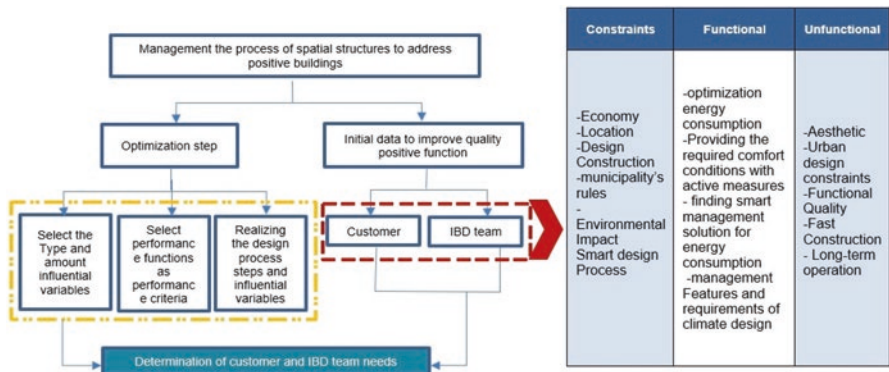 Management the process of spatial structures to address
positive buildings
Optimization step
Initial data to improve quality
positive function
Select the
Type and
amount
influential
variables
Select
performanc
e functions
as
performanc
e criteria
Realizing
the design
process
steps and
influential
variables
Customer
IBD team
Determination of customer and IBD team needs
Constraints
Functional
Unfunctional
-Economy
-Location
-Design
Construction
-municipality's
rules
-
Environmental
Impact
Smart design
Process
-optimization
energy
consumption
-Providing the
required comfort
conditions with
active measures
- finding smart
management
solution for
energy
consumption
-management
Features and
requirements of
climate design
-Aesthetic
-Urban
design
constraints
-Functional
Quality
-Fast
Construction
- Long-term
operation